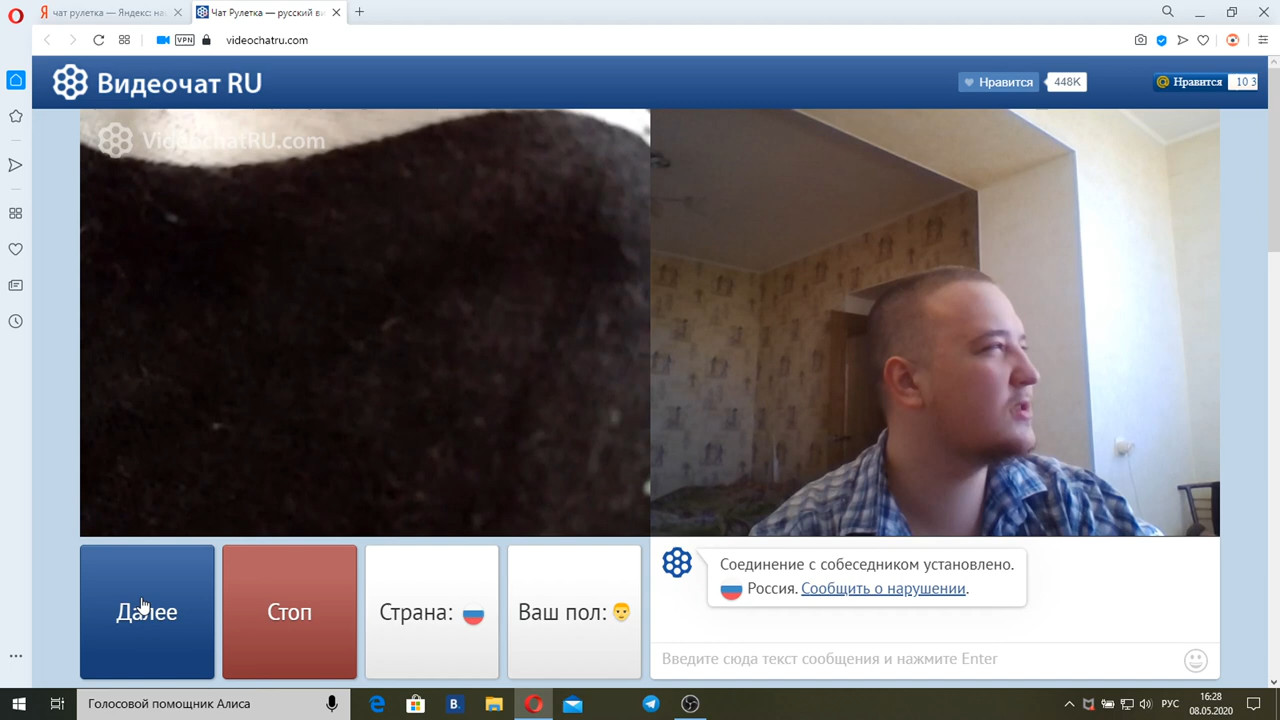 чат рулетка — Яндекс: на
Чат Рулетка — русский ви
VPN
videochatru.com
Видеочат RU
Нравится
448K
Нравится
10 3
VideochatRU.com
Далее
Стоп
Страна:
Ваш пол:
Соединение с собеседником установлено.
Россия. Сообщить о нарушении.
Введите сюда текст сообщения и нажмите Enter
Голосовой помощник Алиса
РУС
16:28
08.05.2020